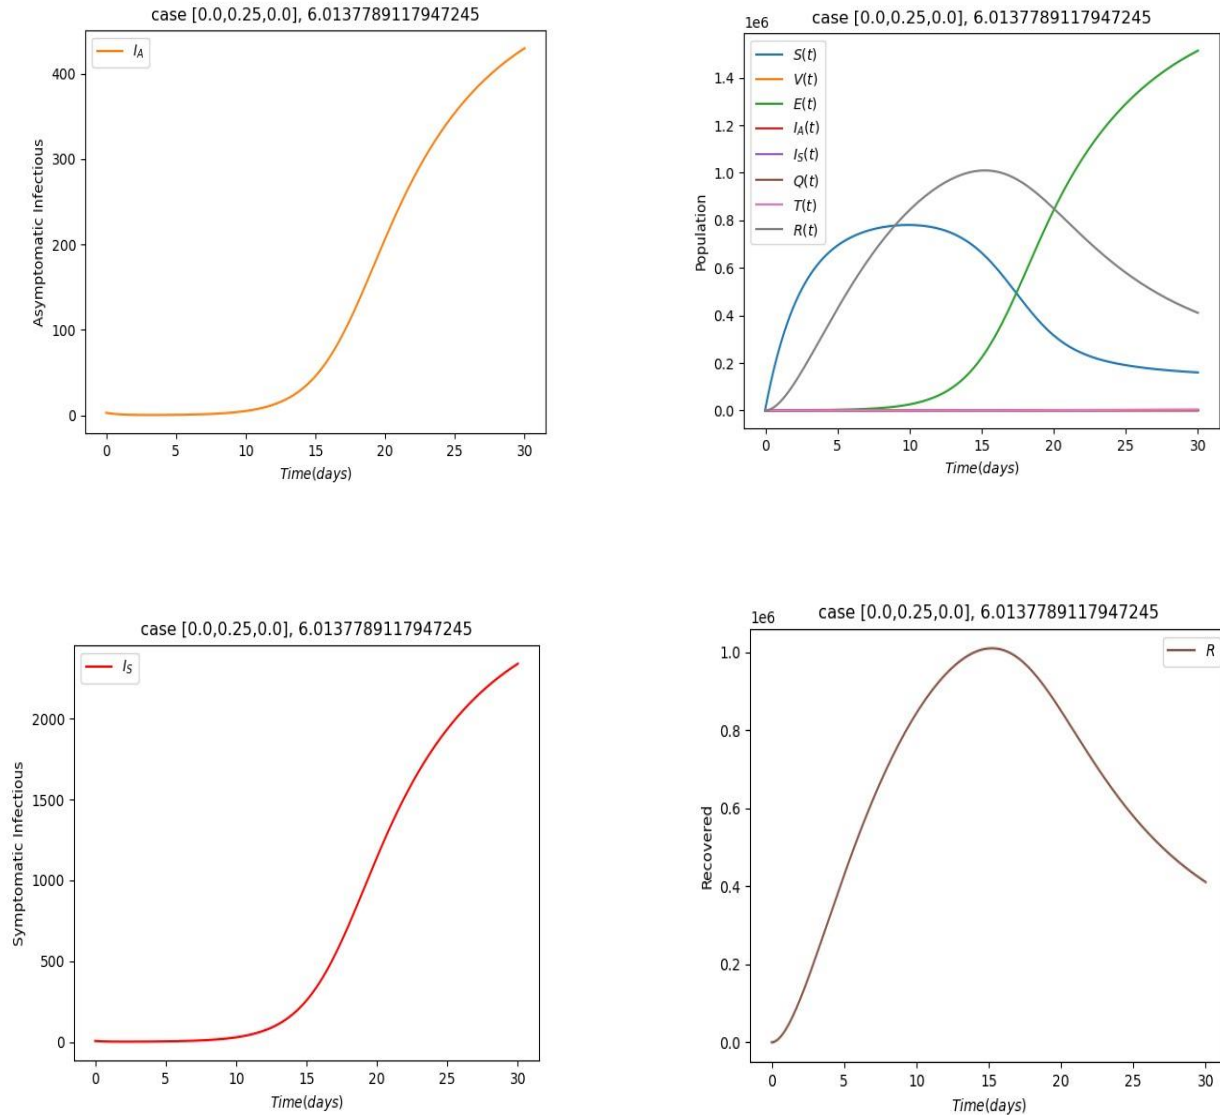 case [0.0,0.25,0.0], 6.0137789117947245
I_A
400
300
200
100
0
Asymptomatic Infectious
0 5 10 15 20 25 30
Time(days)
case [0.0,0.25,0.0], 6.0137789117947245
1e6
S(t)
V(t)
E(t)
I_A(t)
I_S(t)
Q(t)
T(t)
R(t)
1.4
1.2
1.0
0.8
0.6
0.4
0.2
0.0
Population
0 5 10 15 20 25 30
Time(days)
case [0.0,0.25,0.0], 6.0137789117947245
I_S
2000
1500
1000
500
0
Symptomatic Infectious
0 5 10 15 20 25 30
Time(days)
case [0.0,0.25,0.0], 6.0137789117947245
1e6
R
1.0
0.8
0.6
0.4
0.2
0.0
Recovered
0 5 10 15 20 25 30
Time(days)